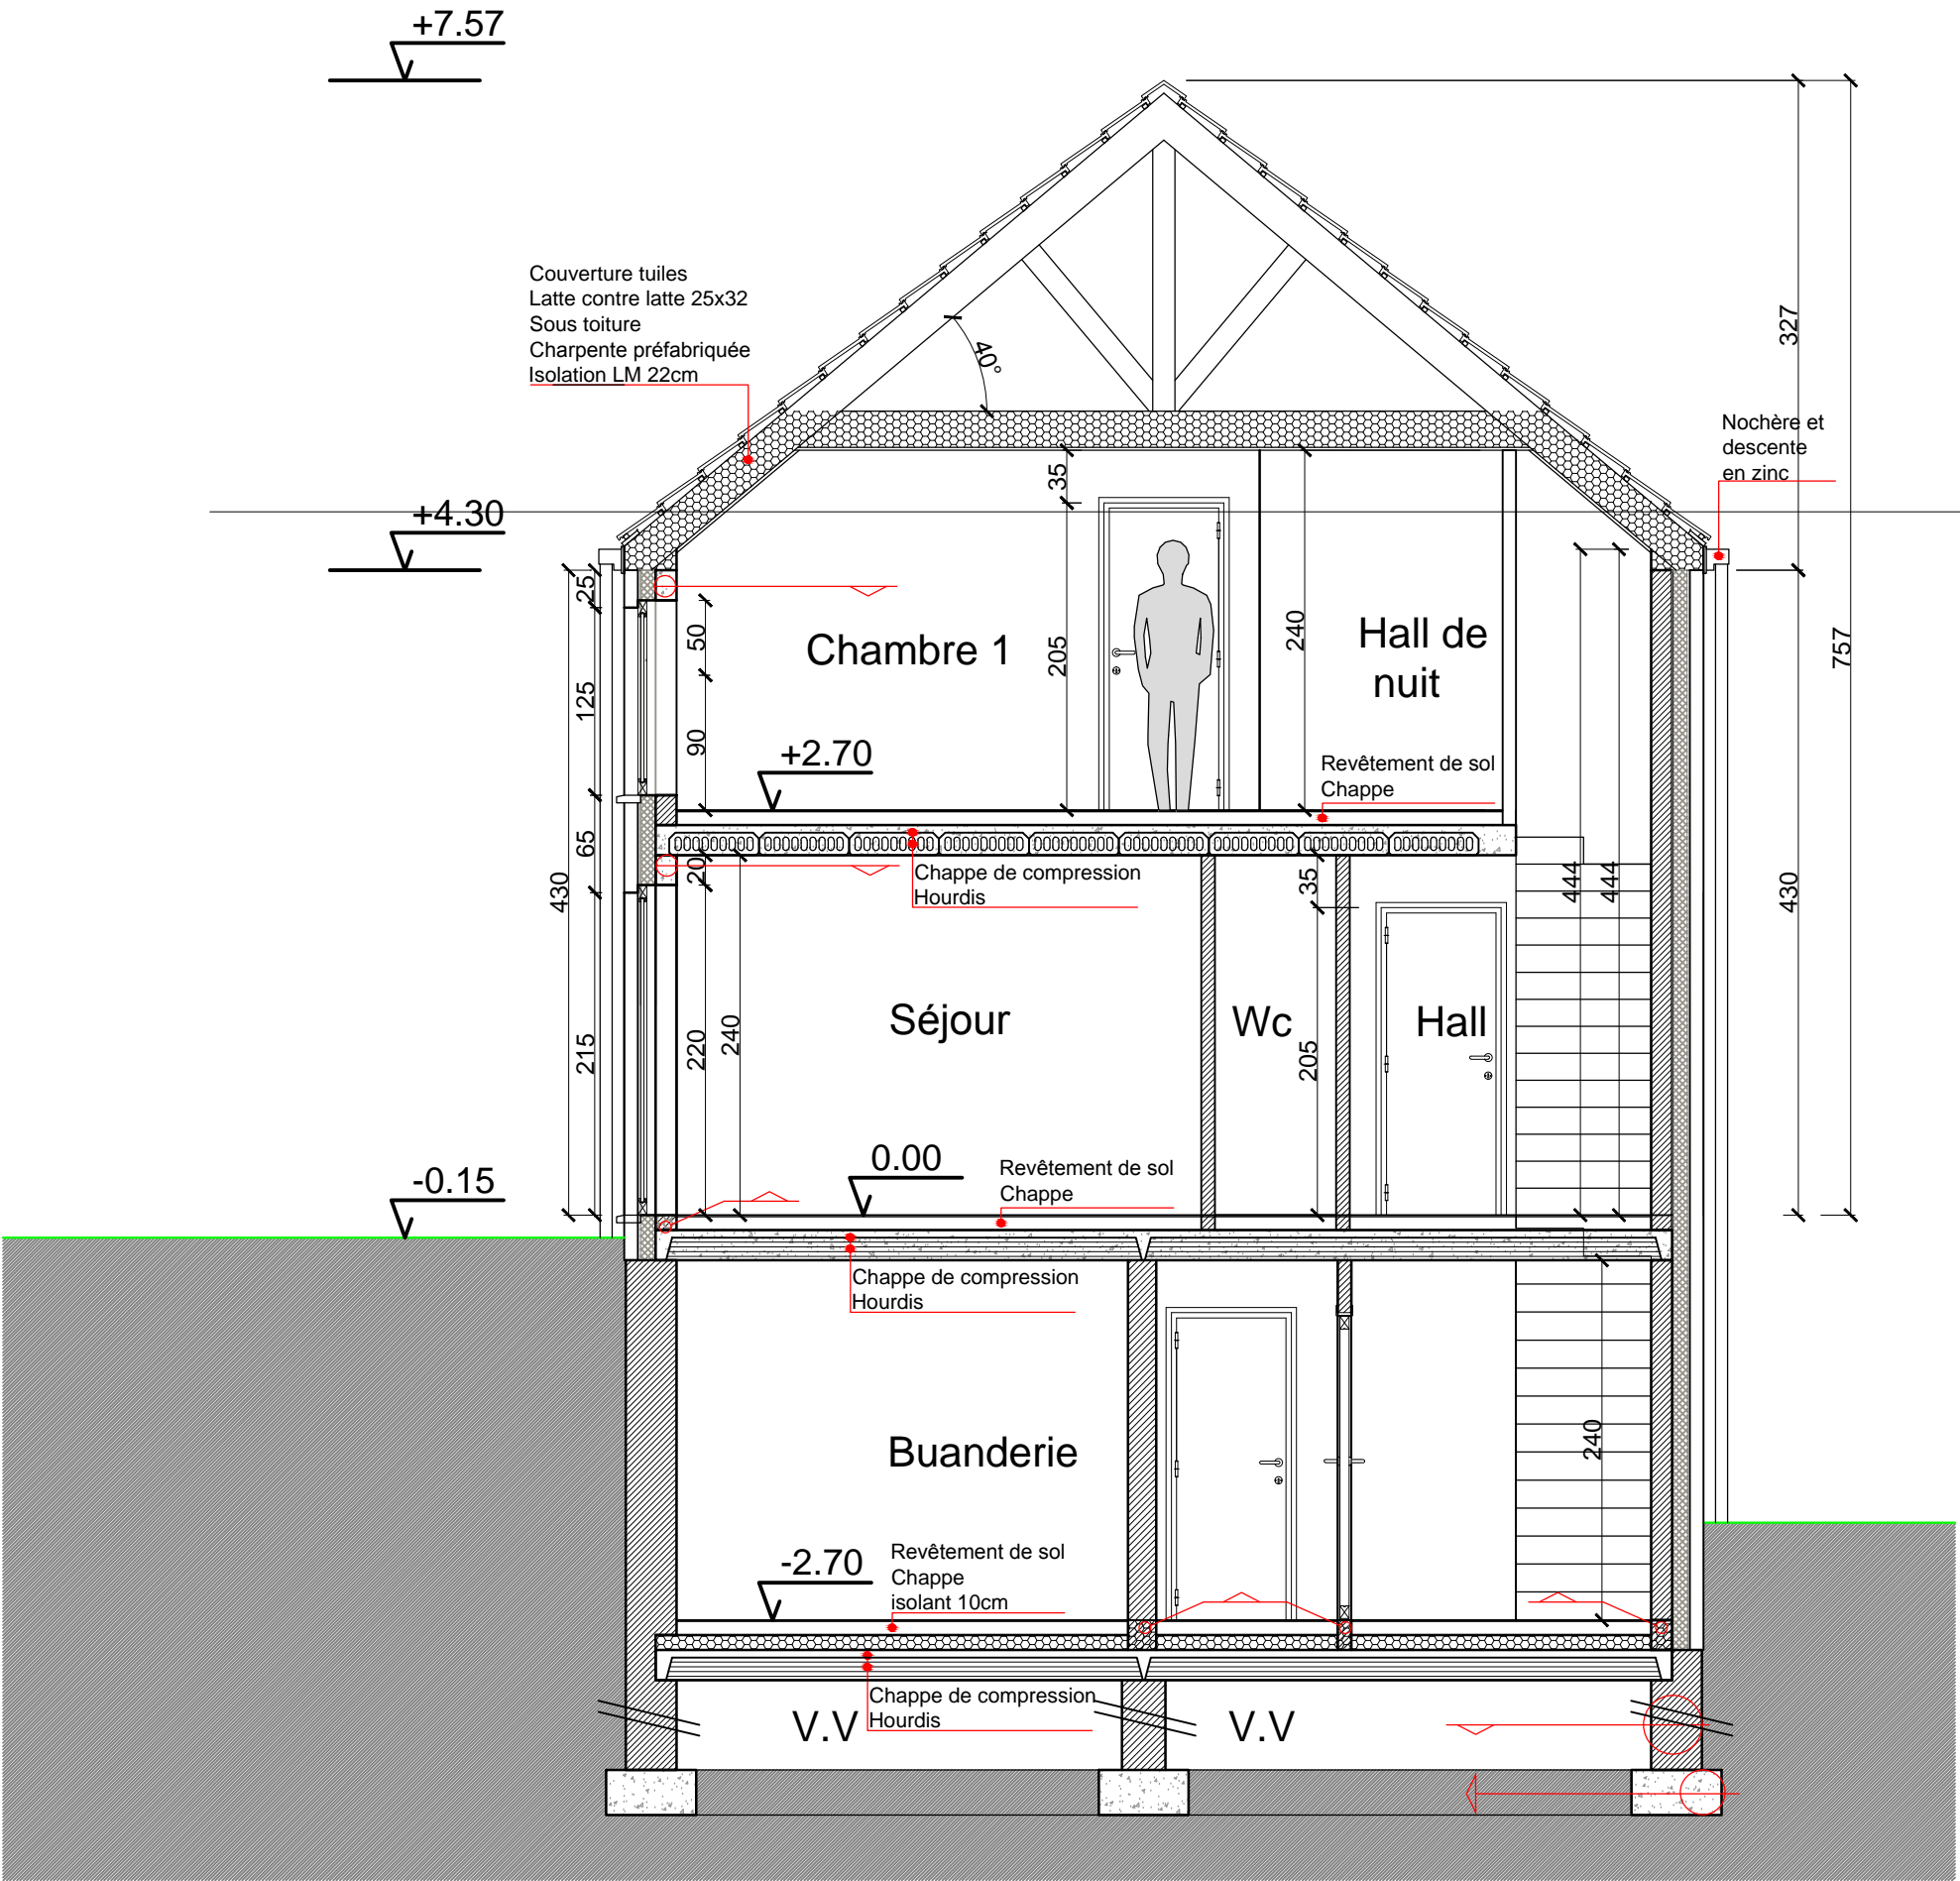 +7.57
Couverture tuiles
Latte contre latte 25x32
Sous toiture
Charpente préfabriquée
Isolation LM 22cm
40°
327
Nochère et
descente
en zinc
+4.30
35
25
50
125
90
205
240
Chambre 1
Hall de
nuit
757
+2.70
Revêtement de sol
Chappe
65
20
430
Chappe de compression
Hourdis
35
444
444
430
Séjour
Wc
Hall
215
220
240
205
-0.15
0.00
Revêtement de sol
Chappe
Chappe de compression
Hourdis
Buanderie
240
-2.70
Revêtement de sol
Chappe
isolant 10cm
Chappe de compression
Hourdis
V.V
V.V